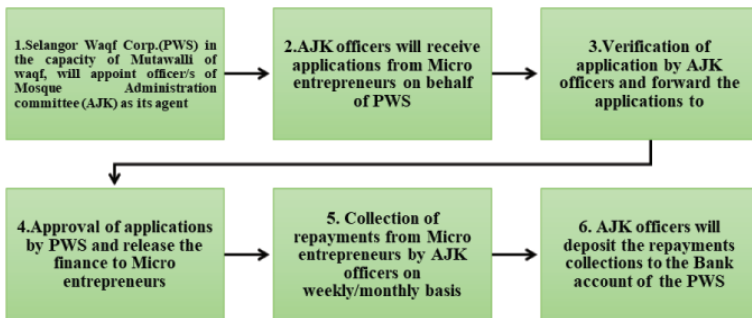 1.Selangor Waqf Corp.(PWS) in
the capacity of Mutawalli of
waqf, will appoint officer/s of
Mosque Administration
committee (AJK) as its agent
2.AJK officers will receive
applications from Micro
entrepreneurs on behalf
of PWS
3.Verification of
application by AJK
officers and forward the
applications to
4.Approval of applications
by PWS and release the
finance to Micro
entrepreneurs
5. Collection of
repayments from Micro
entrepreneurs by AJK
officers on
weekly/monthly basis
6. AJK officers will
deposit the repayments
collections to the Bank
account of the PWS